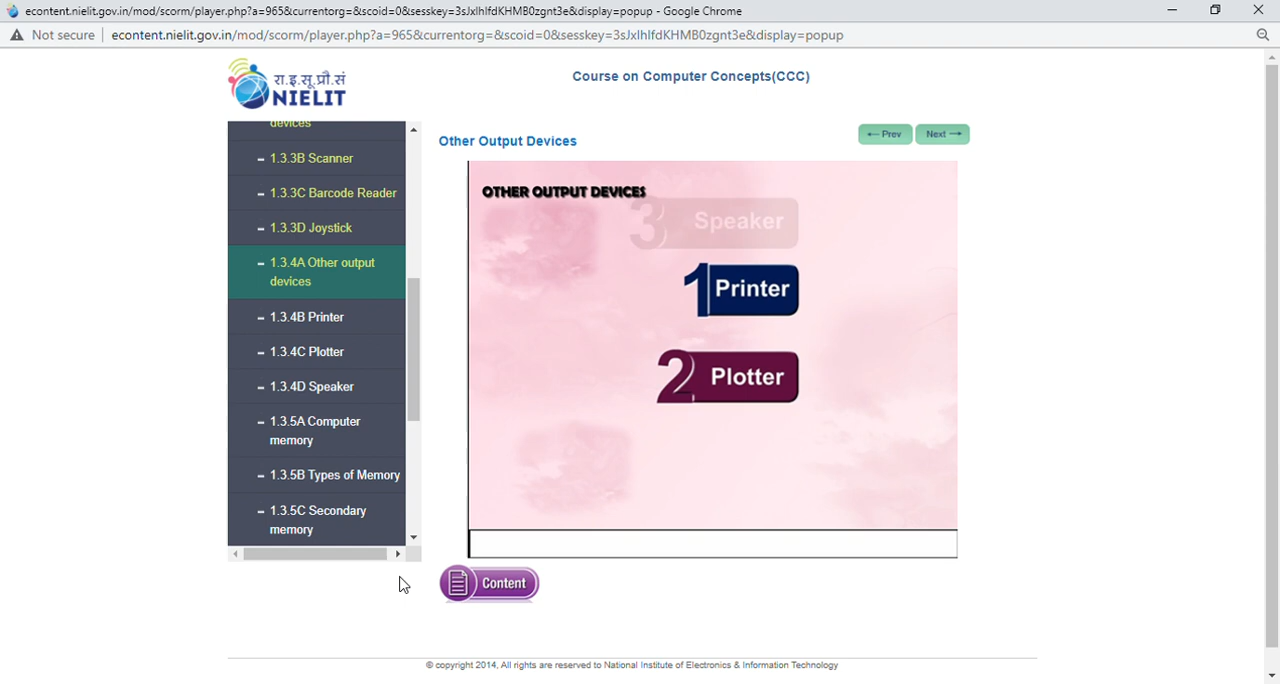 econtent.nielit.gov.in/mod/scorm/player.php?a=965&currentorg=&scoid=0&sesskey=3sJxlhIfdKHMB0zgnt3e&display=popup - Google Chrome
Not secure econtent.nielit.gov.in/mod/scorm/player.php?a=965&currentorg=&scoid=0&sesskey=3sJxlhIfdKHMB0zgnt3e&display=popup
रा.इ.सू.प्रौ.सं
NIELIT
Course on Computer Concepts(CCC)
devices
1.3.3B Scanner
1.3.3C Barcode Reader
1.3.3D Joystick
1.3.4A Other output
devices
1.3.4B Printer
1.3.4C Plotter
1.3.4D Speaker
1.3.5A Computer
memory
1.3.5B Types of Memory
1.3.5C Secondary
memory
Other Output Devices
← Prev Next →
OTHER OUTPUT DEVICES
3 Speaker
1 Printer
2 Plotter
Content
© copyright 2014, All rights are reserved to National Institute of Electronics & Information Technology